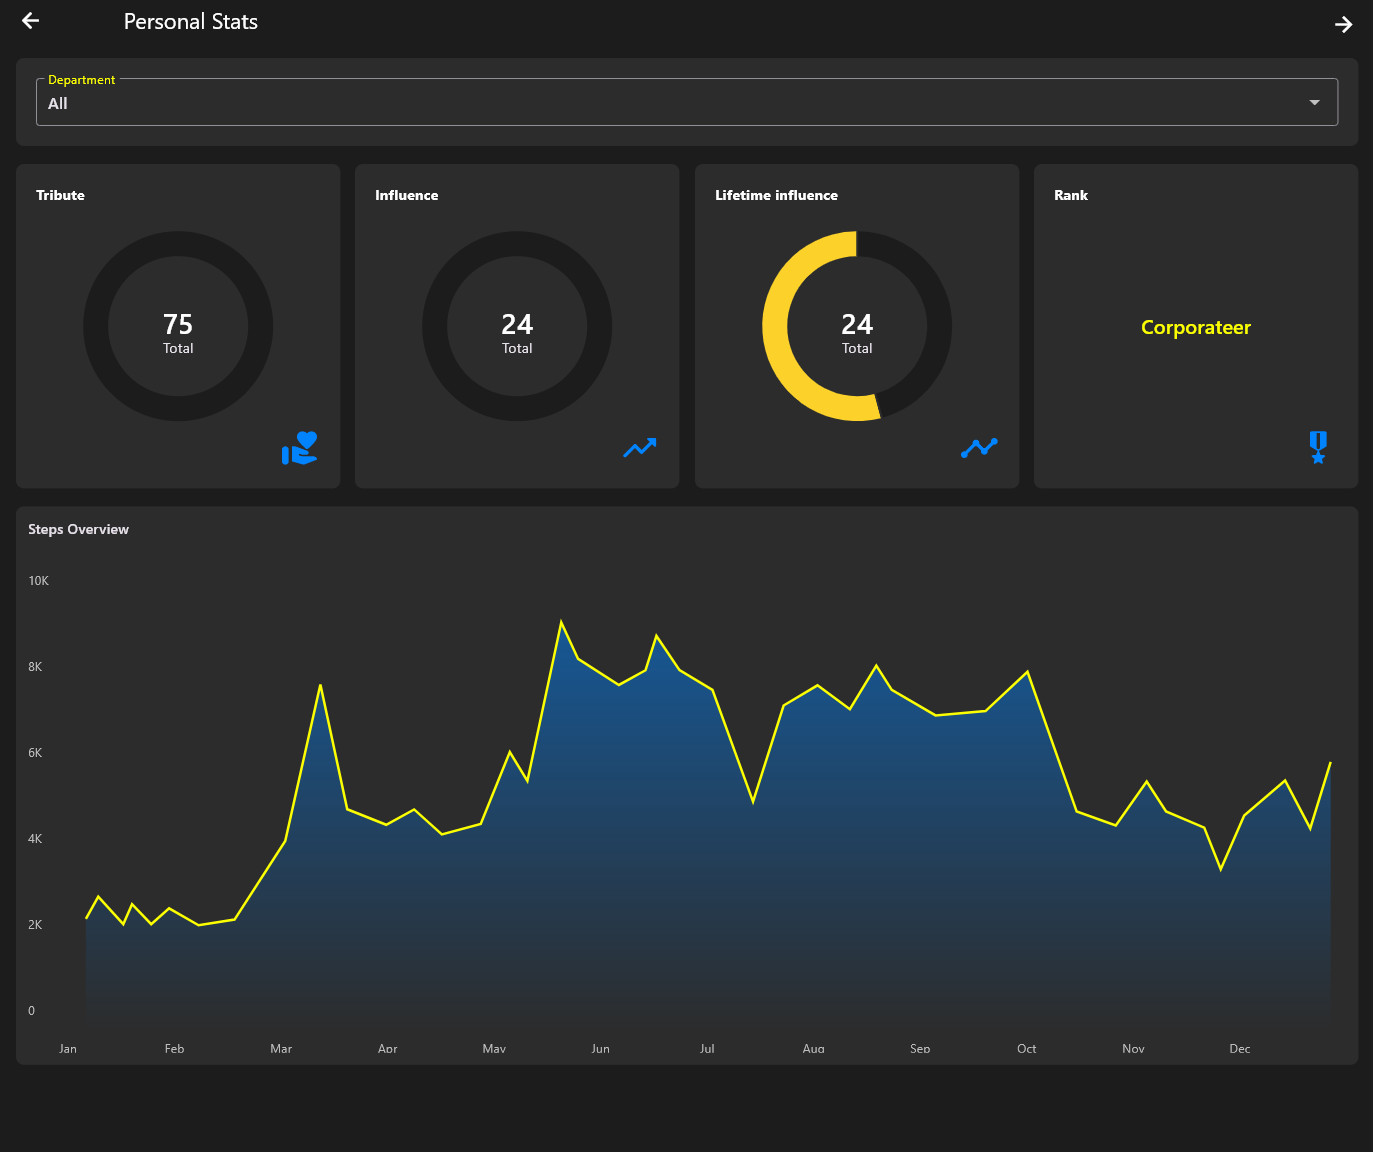 Personal Stats
Department
All
Tribute
Influence
Lifetime influence
Rank
75
Total
24
Total
24
Total
Corporateer
Steps Overview
10K
8K
6K
4K
2K
0
Jan Feb Mar Apr May Jun Jul Aug Sep Oct Nov Dec